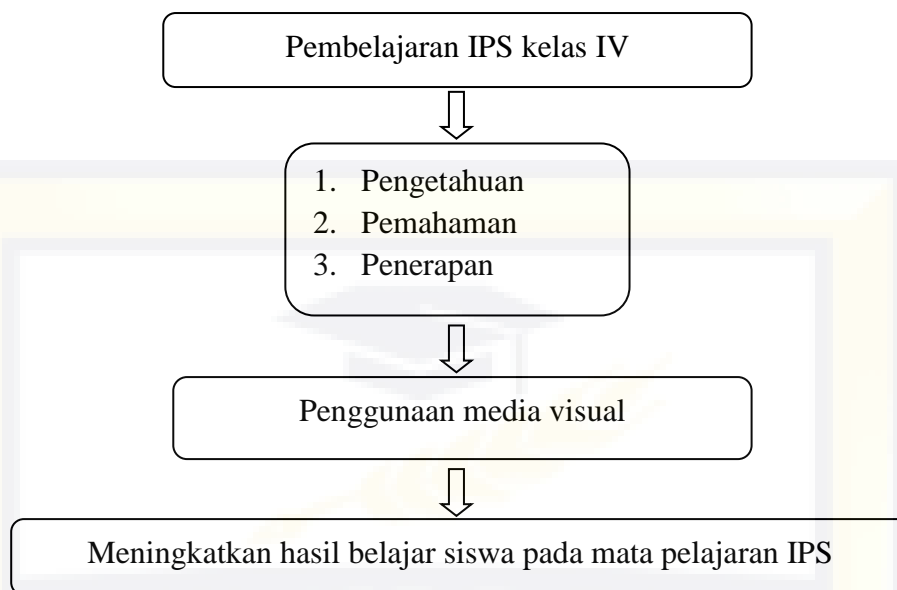 Pembelajaran IPS kelas IV
1. Pengetahuan
2. Pemahaman
3. Penerapan
Penggunaan media visual
Meningkatkan hasil belajar siswa pada mata pelajaran IPS